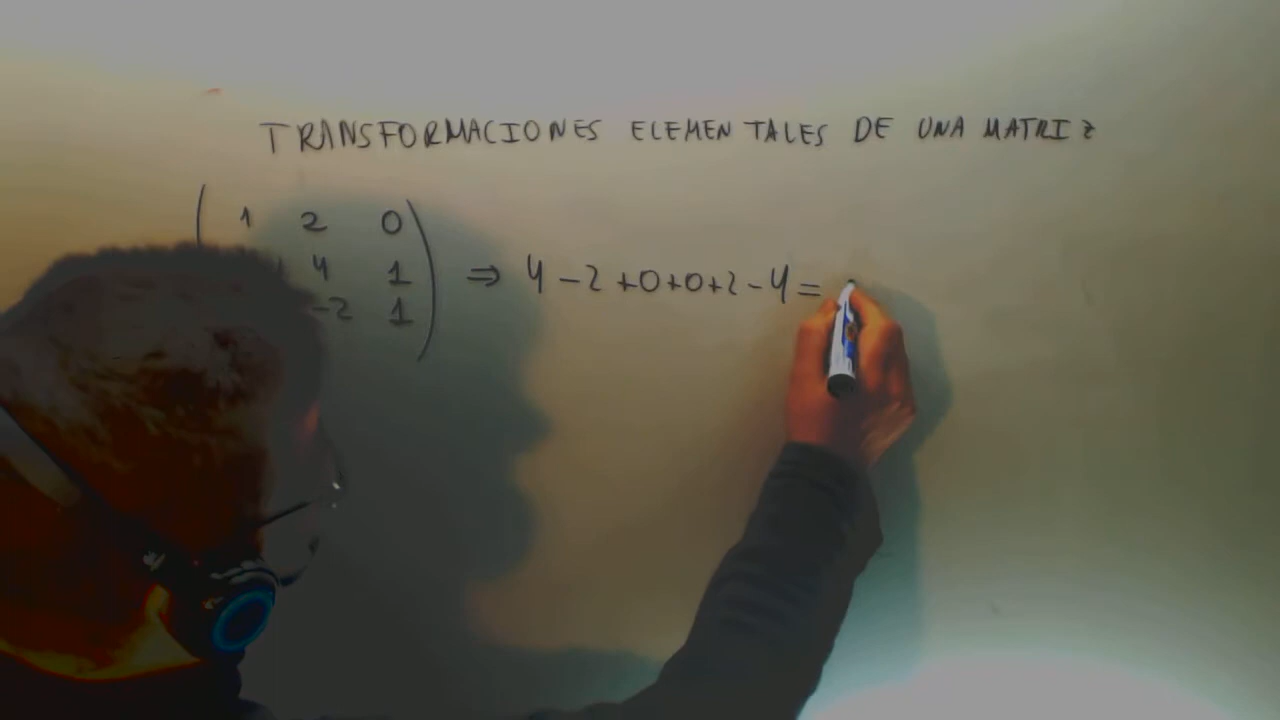 TRANSFORMACIONES ELEMENTALES DE UNA MATRIZ
1 2 0
4 1 ⇒ 4 - 2 + 0 + 0 + 2 - 4 =
-2 1